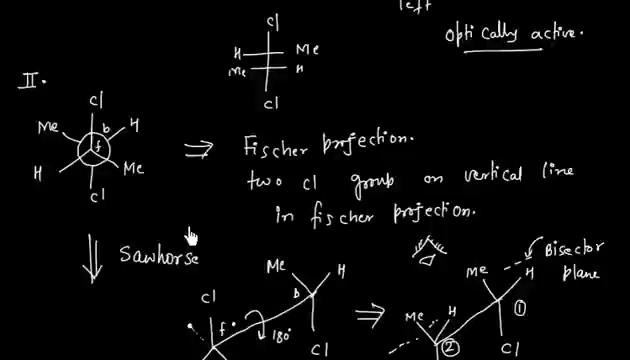 left
Optically active.
Cl
H Me
Me H
Cl
II.
Cl
Me b H
f
H Me
Cl
⇒ Fischer projection.
two cl group on vertical line
in fischer projection.
Sawhorse
Me H
b
Cl
f
180°
Cl
⇒
Bisector
plane
Me H
①
Me H
②
Cl